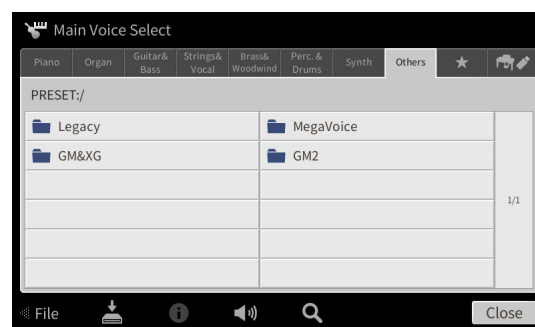 Main Voice Select
Piano
Organ
Guitar&
Bass
Strings&
Vocal
Brass&
Woodwind
Perc. &
Drums
Synth
Others
PRESET:/
Legacy
MegaVoice
GM&XG
GM2
1/1
File
Close